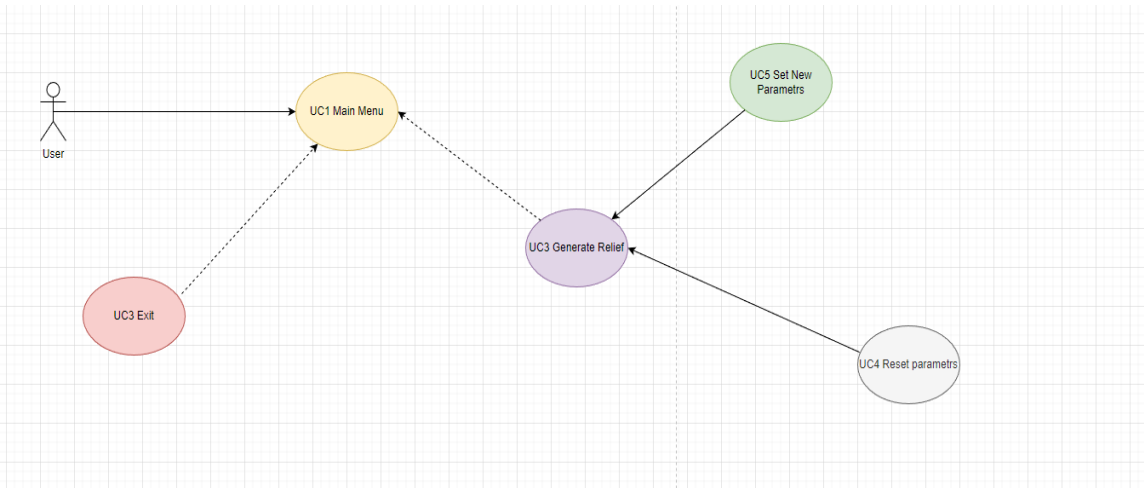 UC5 Set New
Parametrs
UC1 Main Menu
User
UC3 Generate Relief
UC3 Exit
UC4 Reset parametrs